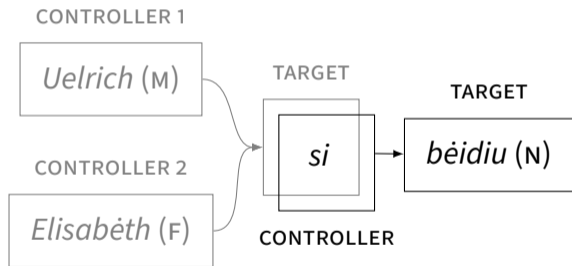 CONTROLLER 1
Uelrich (M)
TARGET
TARGET
si
bėidiu (N)
CONTROLLER 2
Elisabėth (F)
CONTROLLER